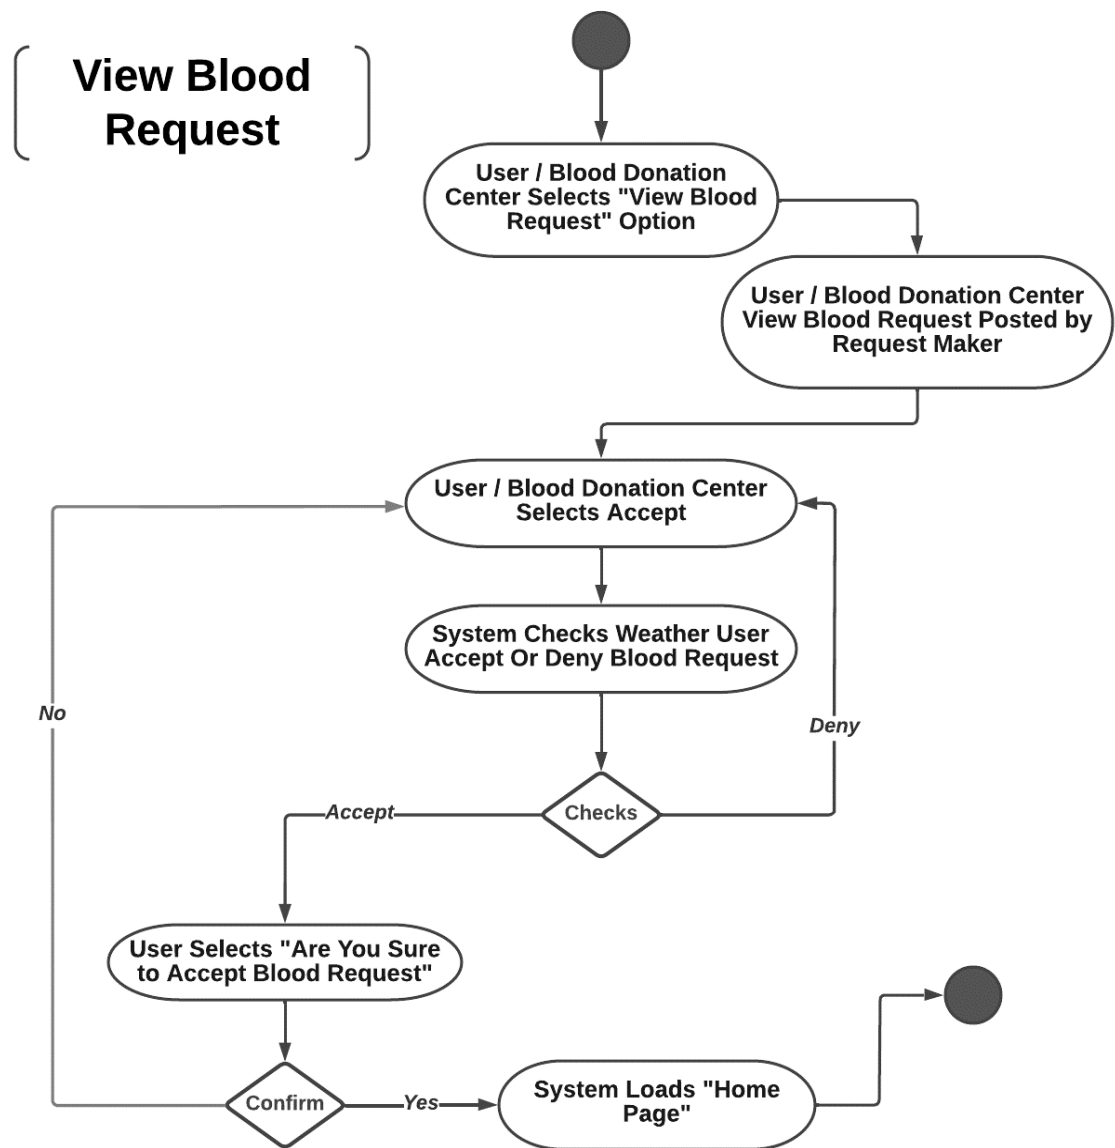 View Blood
Request
User / Blood Donation
Center Selects "View Blood
Request" Option
User / Blood Donation Center
View Blood Request Posted by
Request Maker
User / Blood Donation Center
Selects Accept
System Checks Weather User
Accept Or Deny Blood Request
No
Deny
Accept
Checks
User Selects "Are You Sure
to Accept Blood Request"
Confirm
Yes
System Loads "Home
Page"